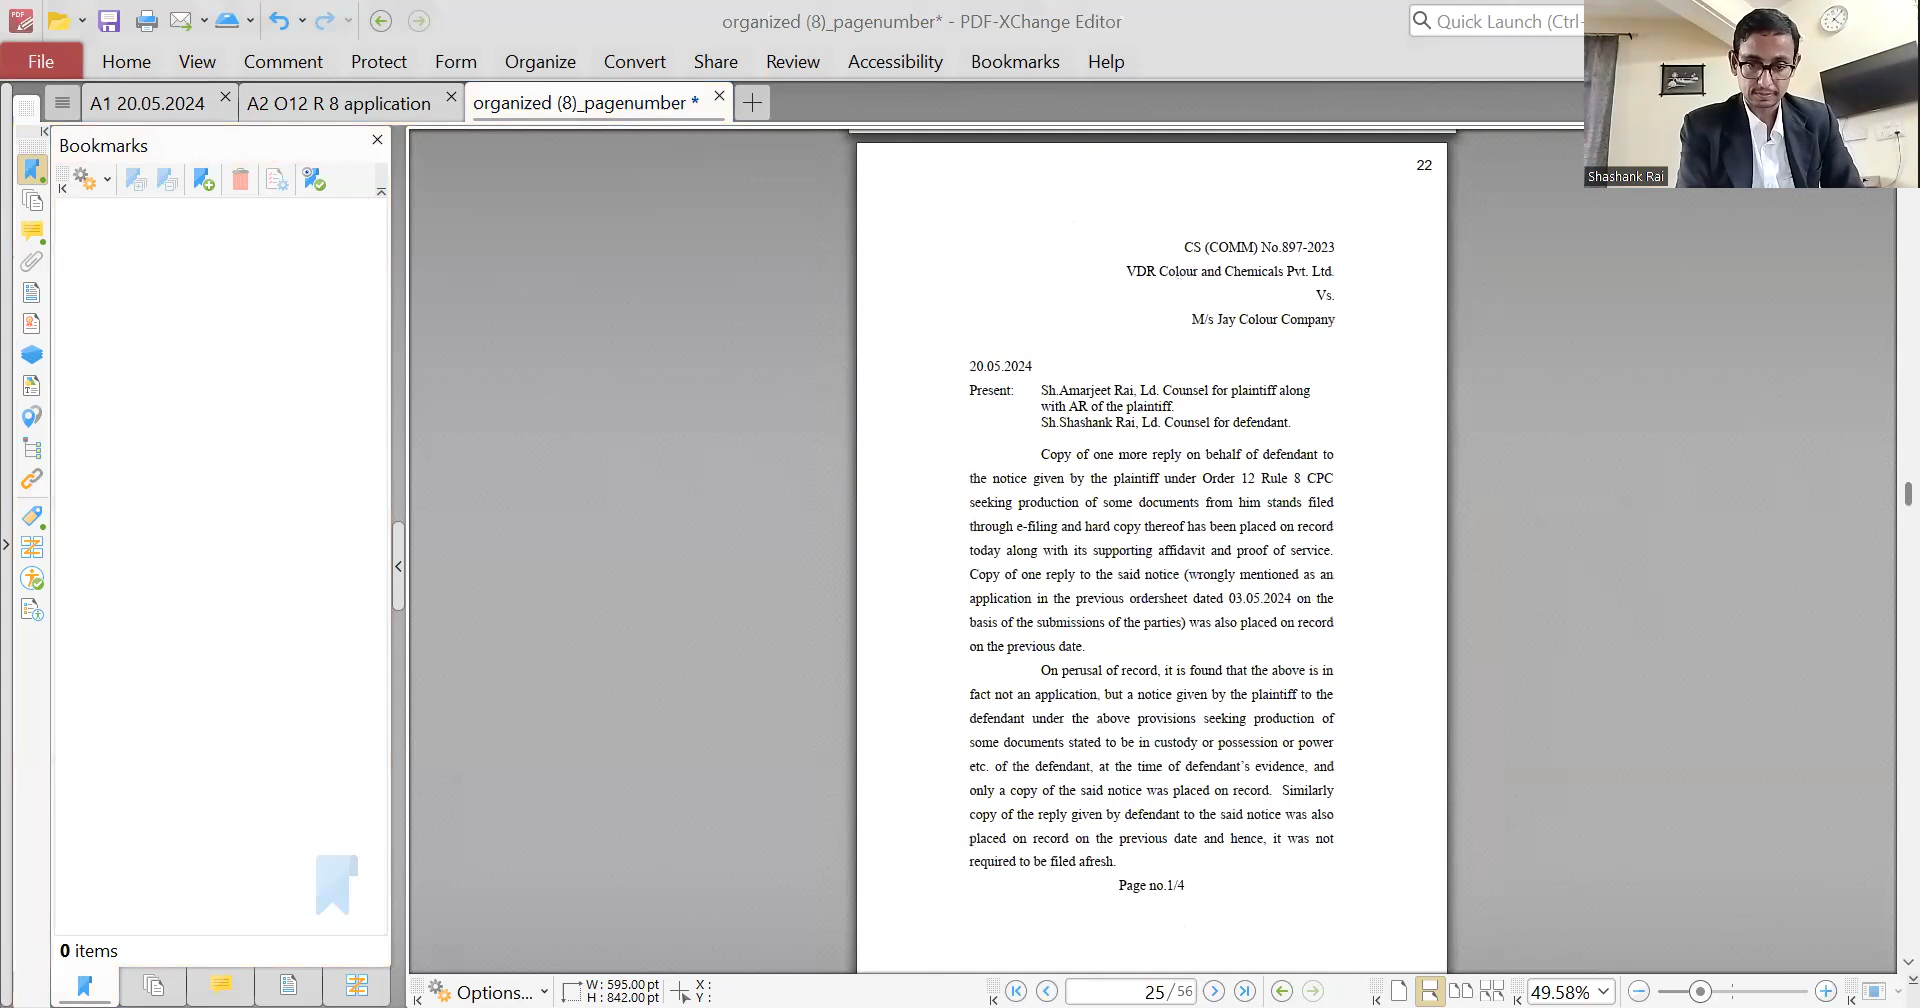 organized (8)_pagenumber* - PDF-XChange Editor
Quick Launch (Ctrl-
File Home View Comment Protect Form Organize Convert Share Review Accessibility Bookmarks Help
A1 20.05.2024
A2 O12 R 8 application
organized (8)_pagenumber *
Bookmarks
Shashank Rai
22
CS (COMM) No.897-2023
VDR Colour and Chemicals Pvt. Ltd.
Vs.
M/s Jay Colour Company
20.05.2024
Present: Sh.Amarjeet Rai, Ld. Counsel for plaintiff along
with AR of the plaintiff.
Sh.Shashank Rai, Ld. Counsel for defendant.
Copy of one more reply on behalf of defendant to
the notice given by the plaintiff under Order 12 Rule 8 CPC
seeking production of some documents from him stands filed
through e-filing and hard copy thereof has been placed on record
today along with its supporting affidavit and proof of service.
Copy of one reply to the said notice (wrongly mentioned as an
application in the previous ordersheet dated 03.05.2024 on the
basis of the submissions of the parties) was also placed on record
on the previous date.
On perusal of record, it is found that the above is in
fact not an application, but a notice given by the plaintiff to the
defendant under the above provisions seeking production of
some documents stated to be in custody or possession or power
etc. of the defendant, at the time of defendant's evidence, and
only a copy of the said notice was placed on record. Similarly
copy of the reply given by defendant to the said notice was also
placed on record on the previous date and hence, it was not
required to be filed afresh.
Page no.1/4
0 items
Options...
W: 595.00 pt
H: 842.00 pt
X:
Y:
25 / 56
49.58%